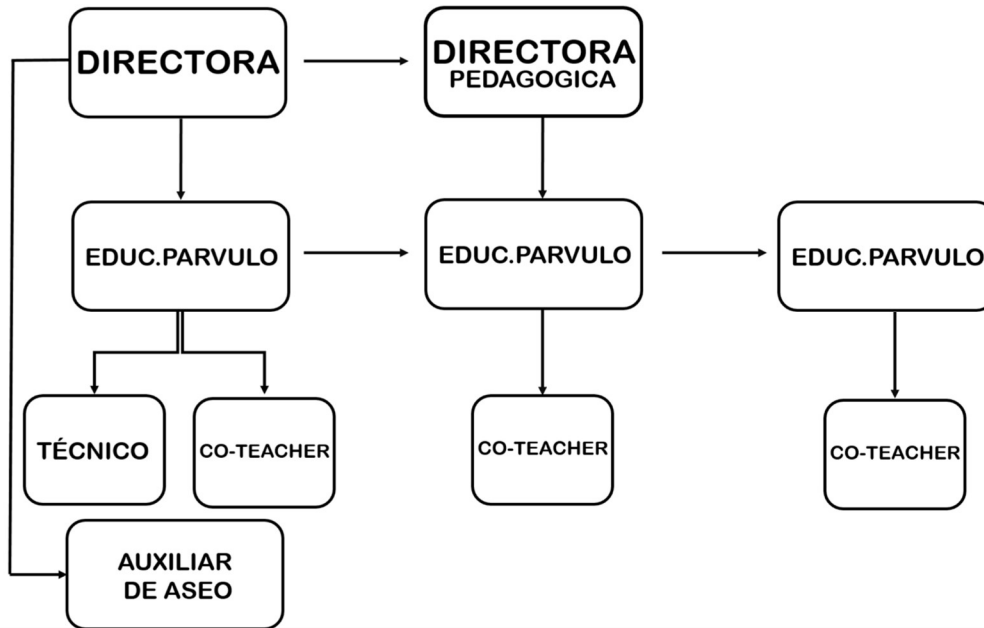 DIRECTORA
DIRECTORA
PEDAGOGICA
EDUC.PARVULO
EDUC.PARVULO
EDUC.PARVULO
TÉCNICO
CO-TEACHER
CO-TEACHER
CO-TEACHER
AUXILIAR
DE ASEO